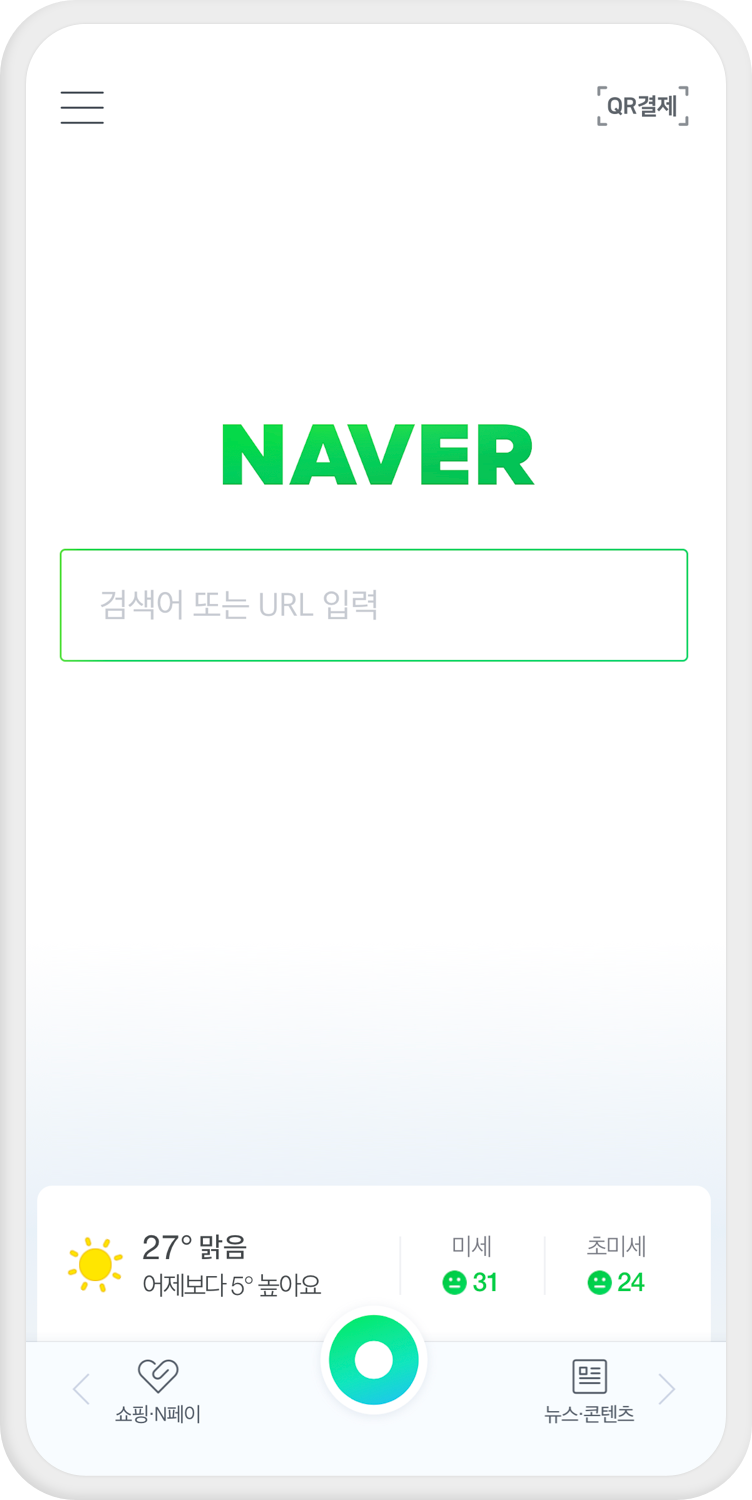 QR결제
NAVER
검색어 또는 URL 입력
27° 맑음
어제보다 5° 높아요
미세
31
초미세
24
쇼핑·N페이
뉴스·콘텐츠